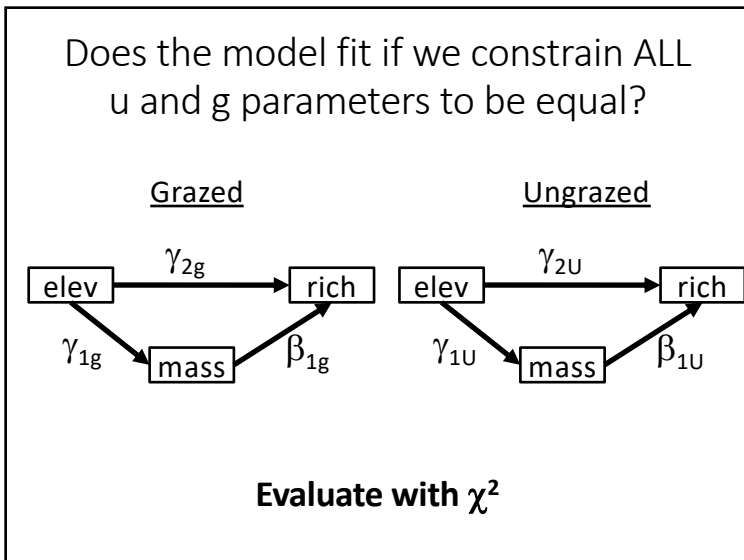 Does the model fit if we constrain ALL
u and g parameters to be equal?
Grazed Ungrazed
γ2g γ2U
elev rich elev rich
γ1g mass β1g γ1U mass β1U
Evaluate with χ²